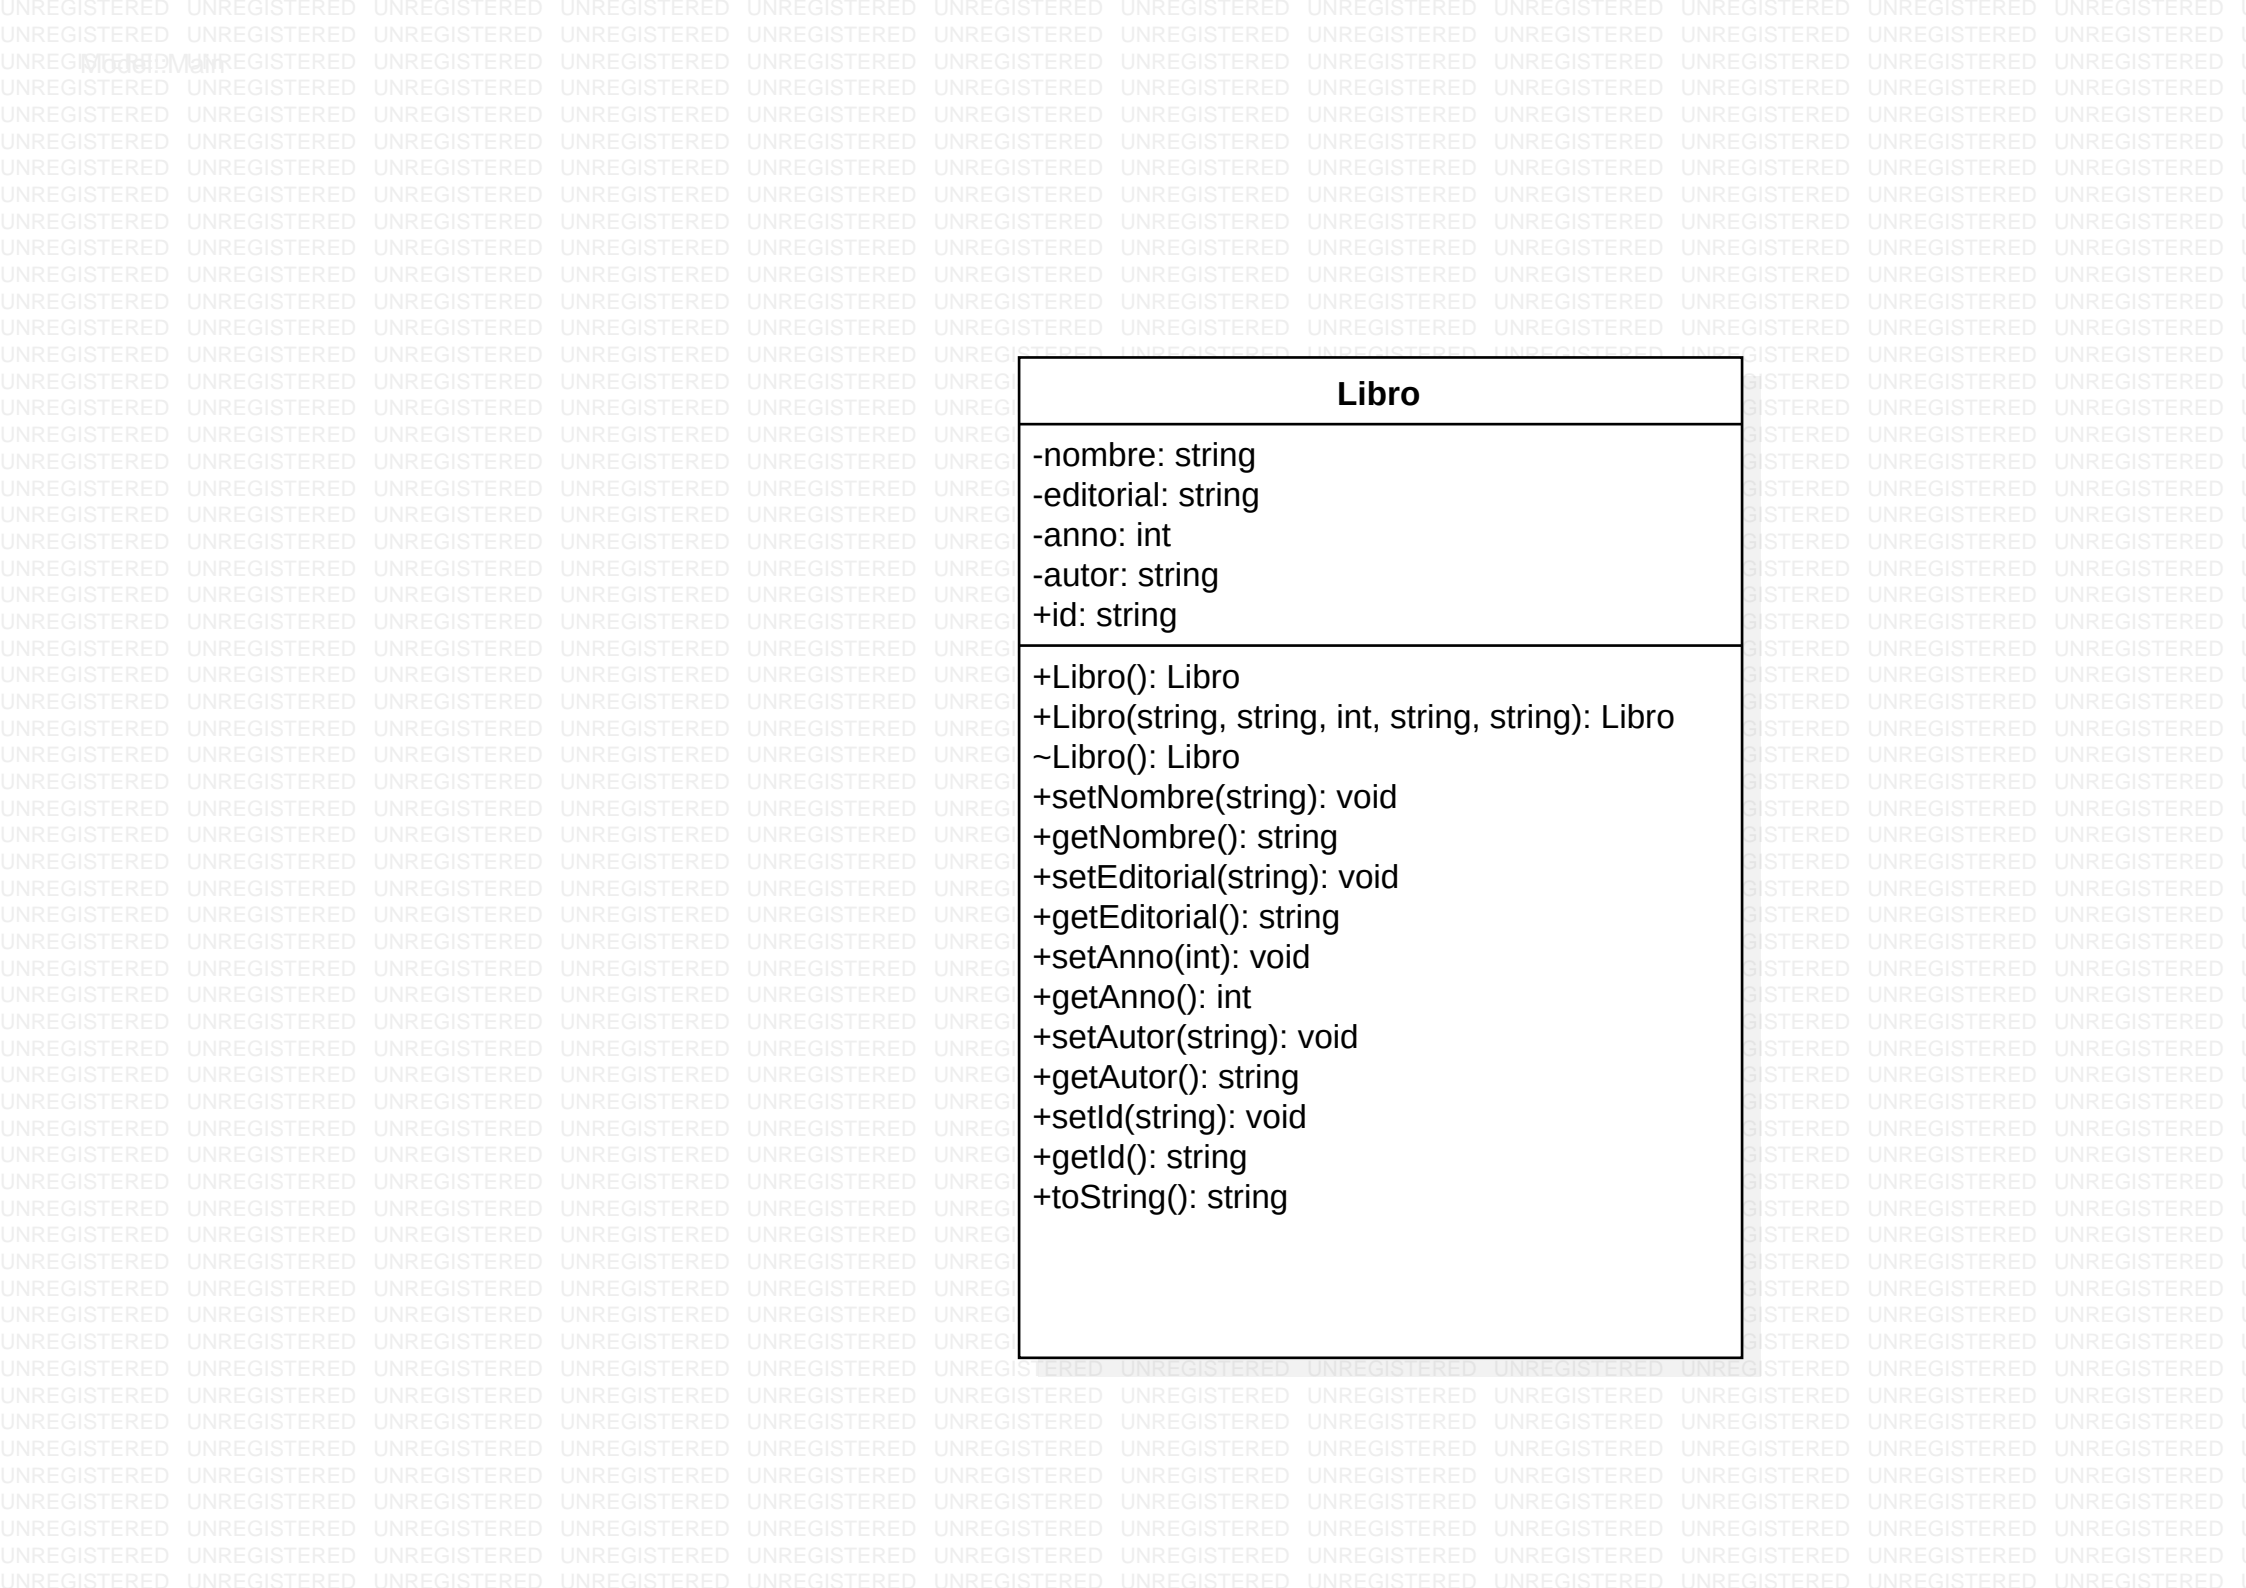 Model::Main
Libro
-nombre: string
-editorial: string
-anno: int
-autor: string
+id: string
+Libro(): Libro
+Libro(string, string, int, string, string): Libro
~Libro(): Libro
+setNombre(string): void
+getNombre(): string
+setEditorial(string): void
+getEditorial(): string
+setAnno(int): void
+getAnno(): int
+setAutor(string): void
+getAutor(): string
+setId(string): void
+getId(): string
+toString(): string
UNREGISTERED